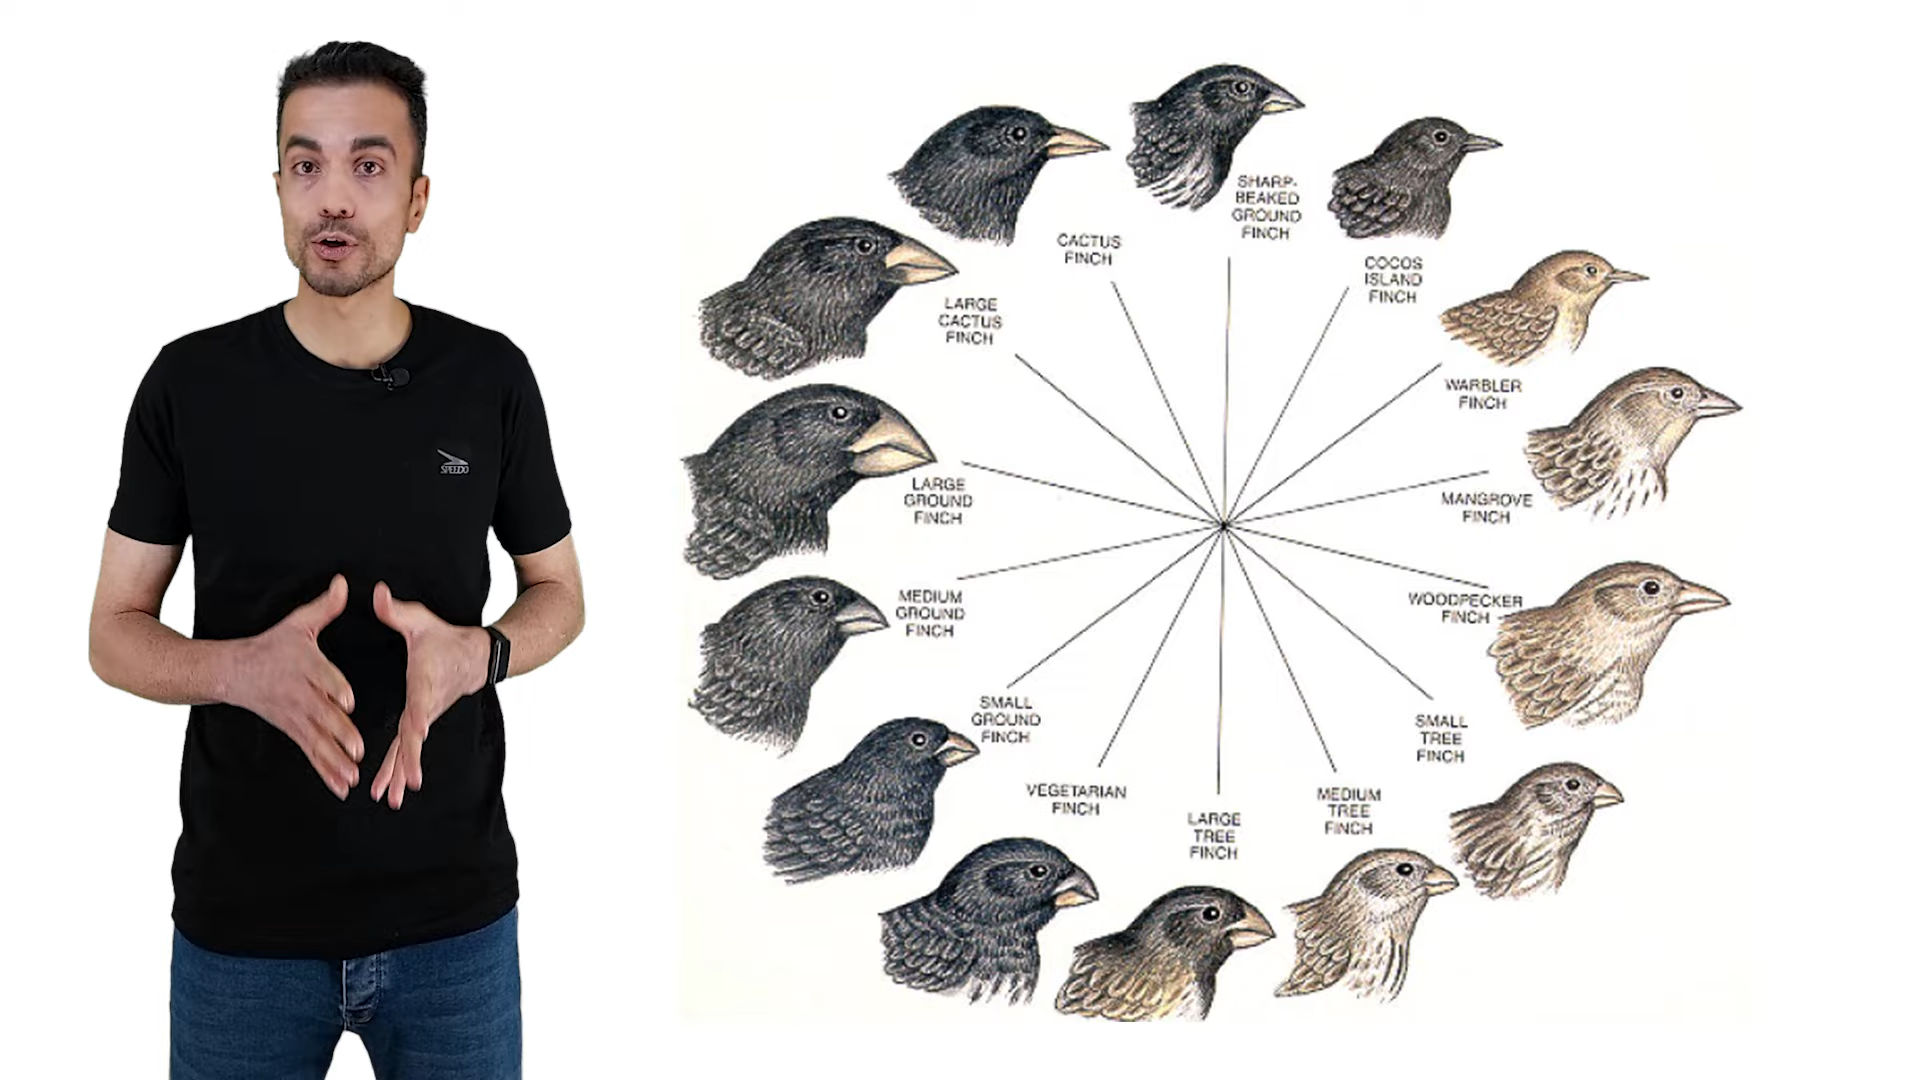 SHARP-
BEAKED
GROUND
FINCH
CACTUS
FINCH
COCOS
ISLAND
FINCH
LARGE
CACTUS
FINCH
WARBLER
FINCH
LARGE
GROUND
FINCH
MANGROVE
FINCH
MEDIUM
GROUND
FINCH
WOODPECKER
FINCH
SMALL
GROUND
FINCH
SMALL
TREE
FINCH
VEGETARIAN
FINCH
LARGE
TREE
FINCH
MEDIUM
TREE
FINCH
SPEEDO